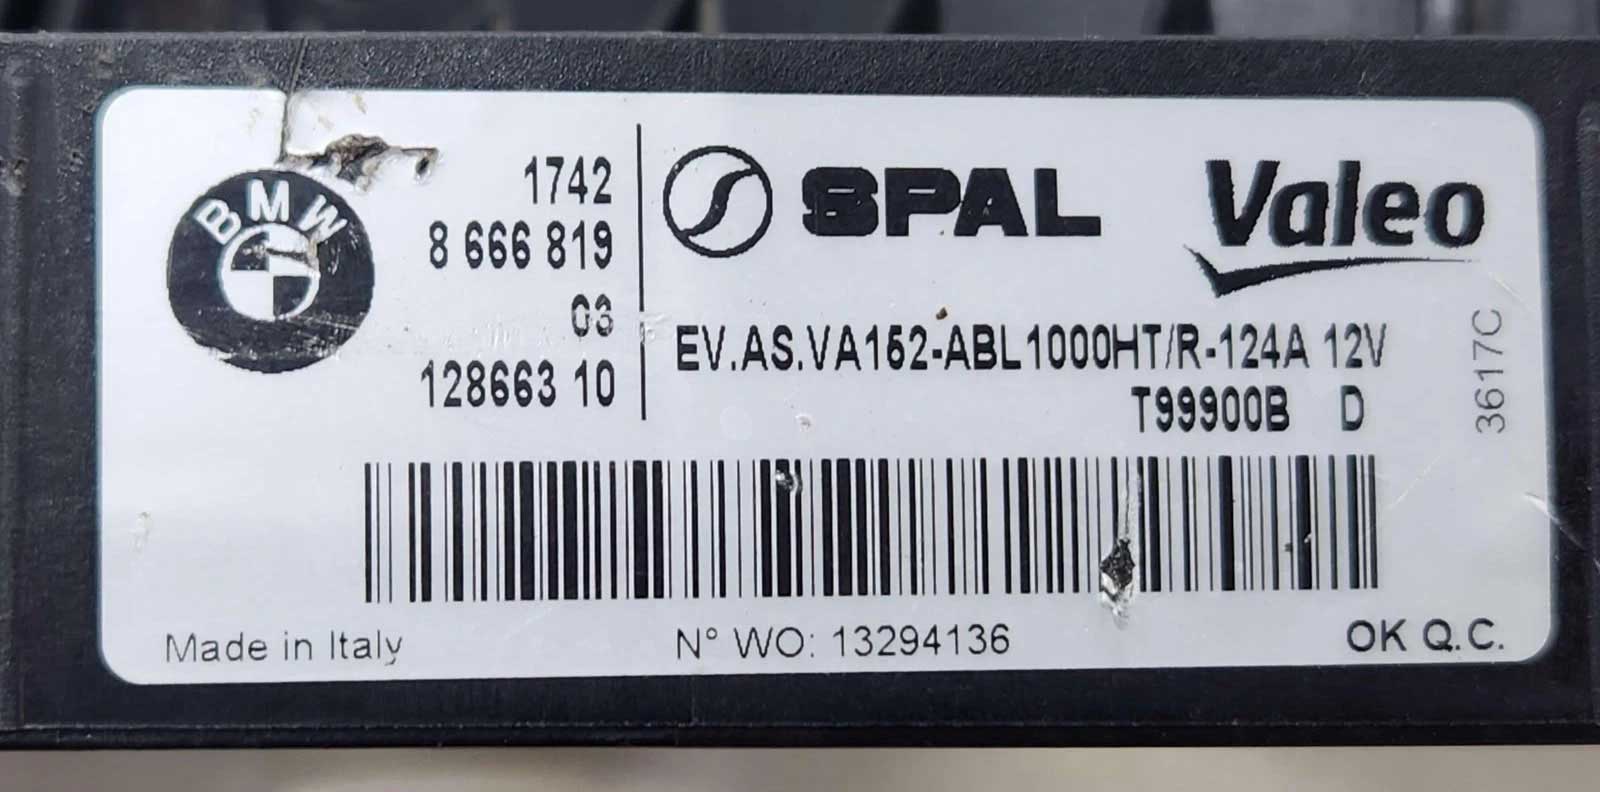 BMW
1742
8 666 819
03
128663 10
SPAL
Valeo
EV.AS.VA162-ABL1000HT/R-124A 12V
T99900B D
3617C
Made in Italy
N° WO: 13294136
OK Q.C.